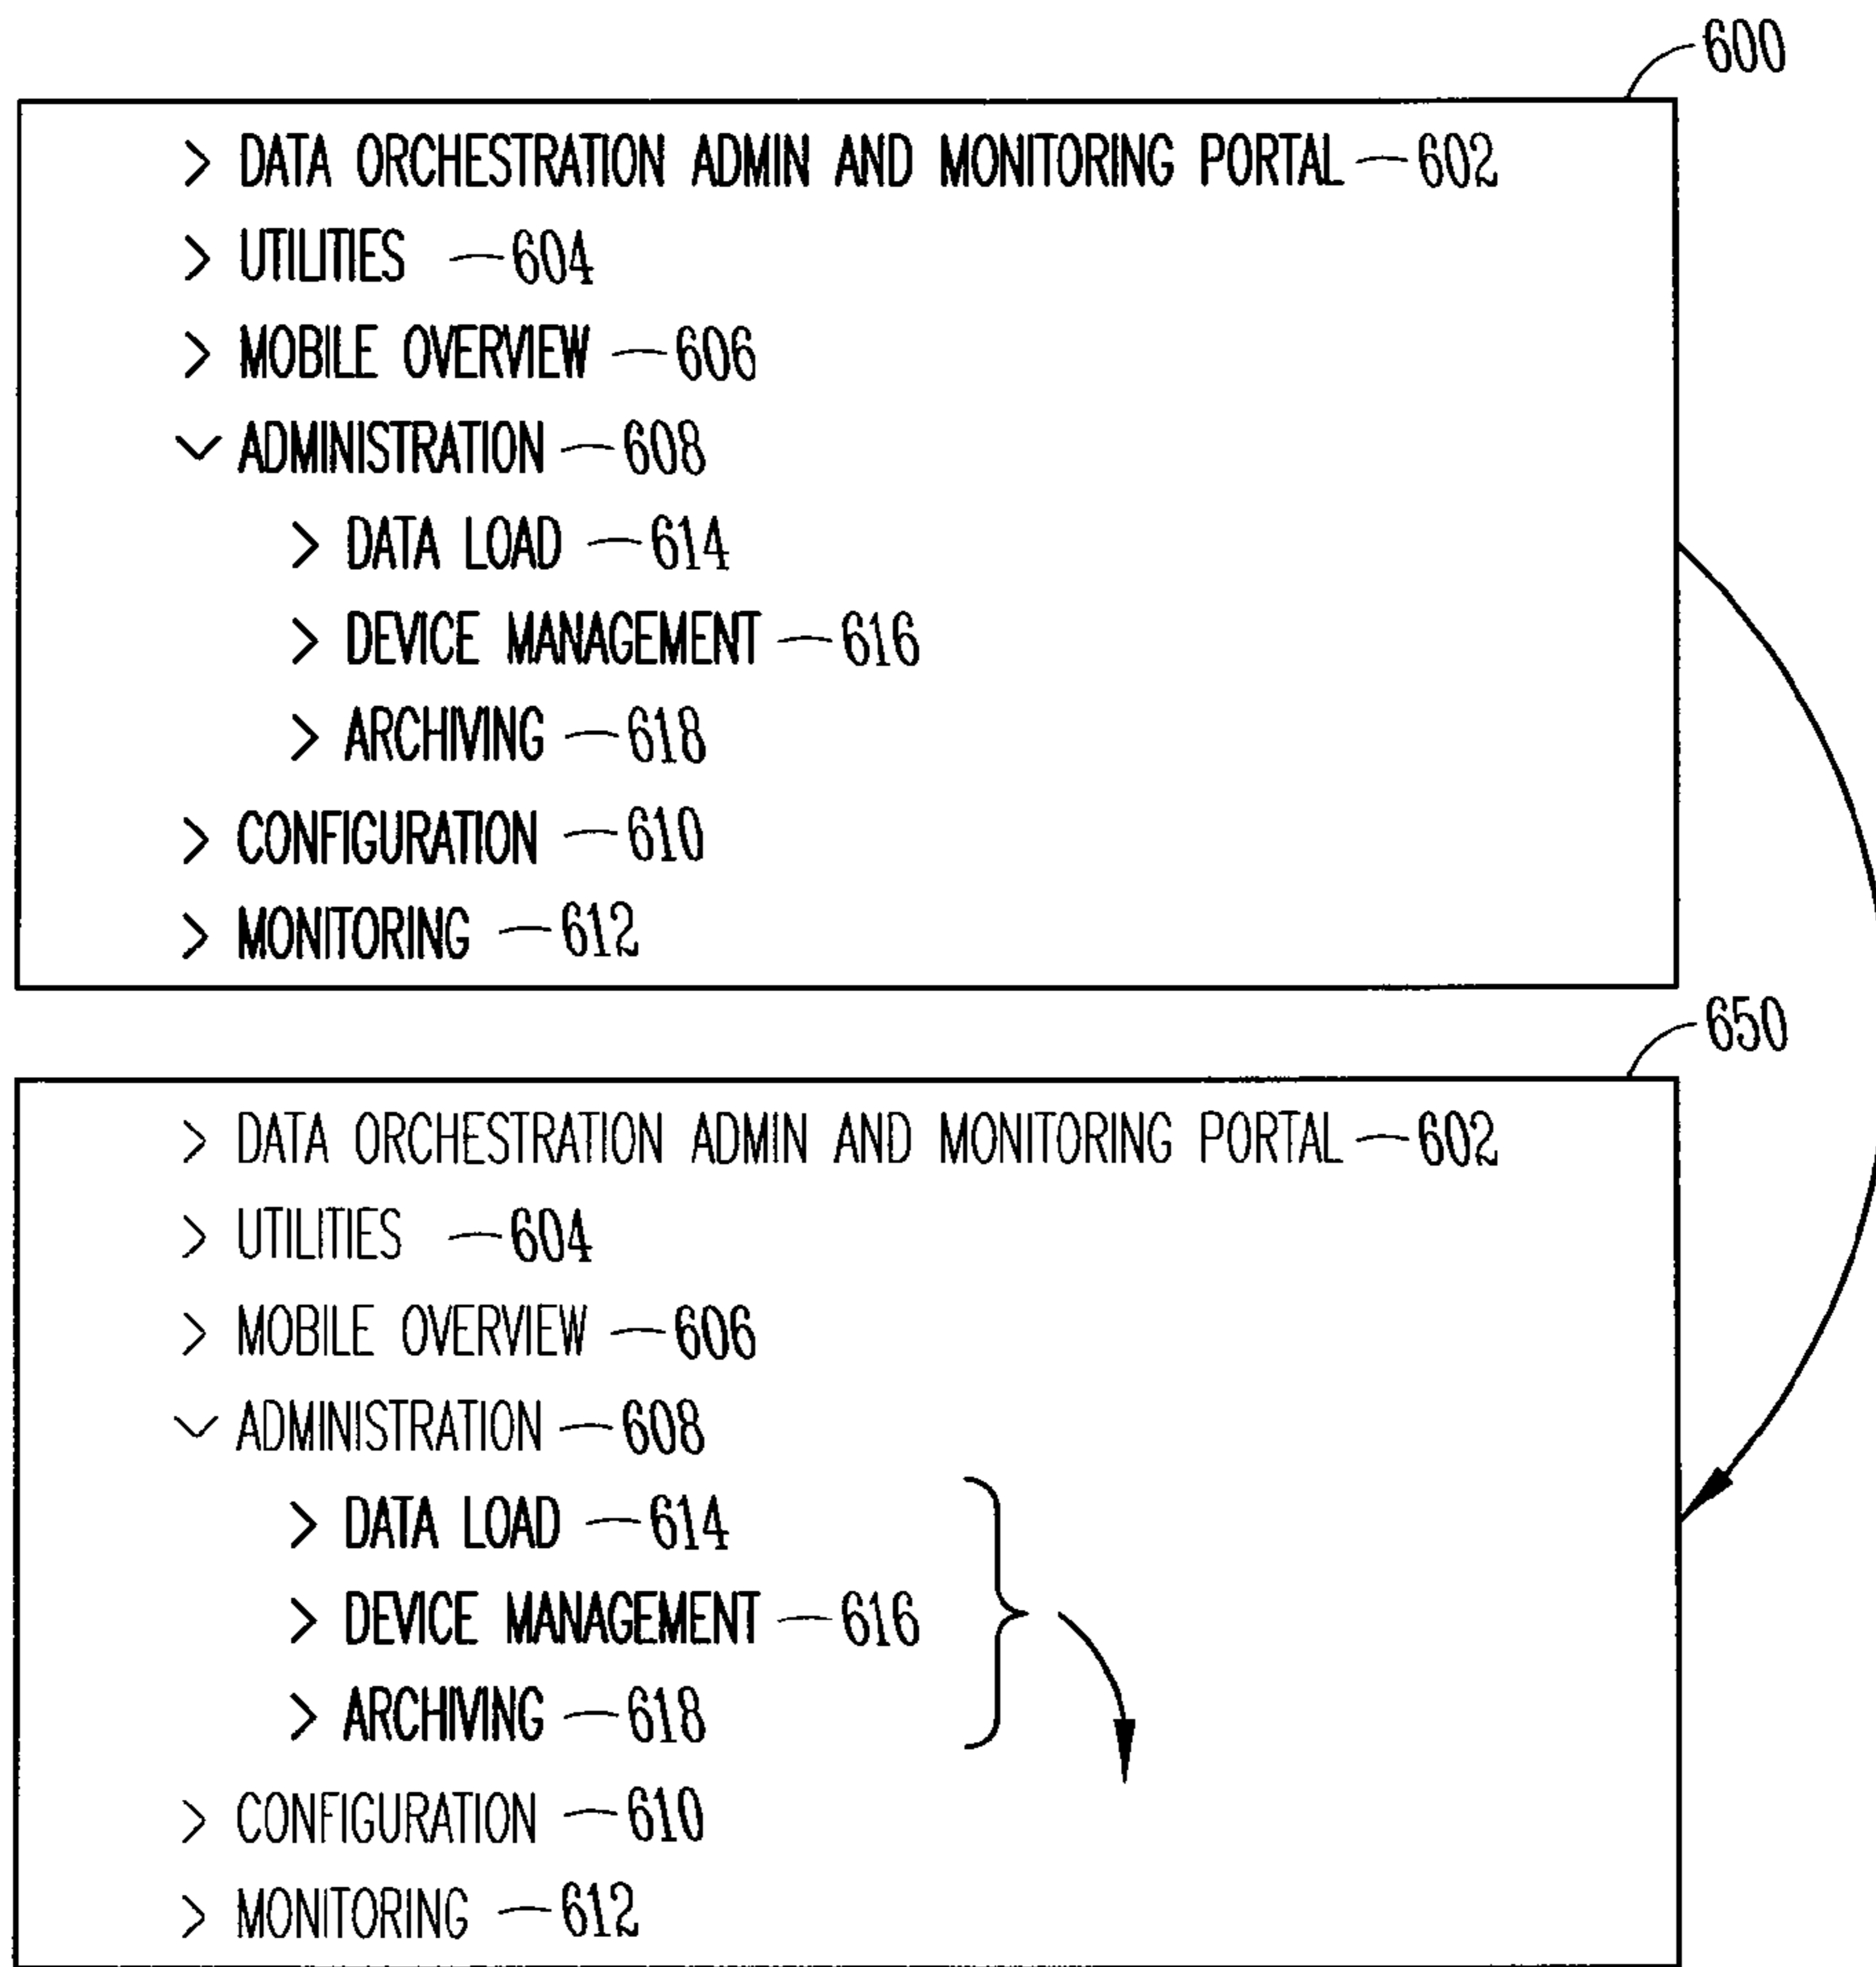 600
> DATA ORCHESTRATION ADMIN AND MONITORING PORTAL — 602
> UTILITIES — 604
> MOBILE OVERVIEW — 606
ADMINISTRATION — 608
> DATA LOAD — 614
> DEVICE MANAGEMENT — 616
> ARCHIVING — 618
> CONFIGURATION — 610
> MONITORING — 612
650
> DATA ORCHESTRATION ADMIN AND MONITORING PORTAL — 602
> UTILITIES — 604
> MOBILE OVERVIEW — 606
ADMINISTRATION — 608
> DATA LOAD — 614
> DEVICE MANAGEMENT — 616
> ARCHIVING — 618
> CONFIGURATION — 610
> MONITORING — 612